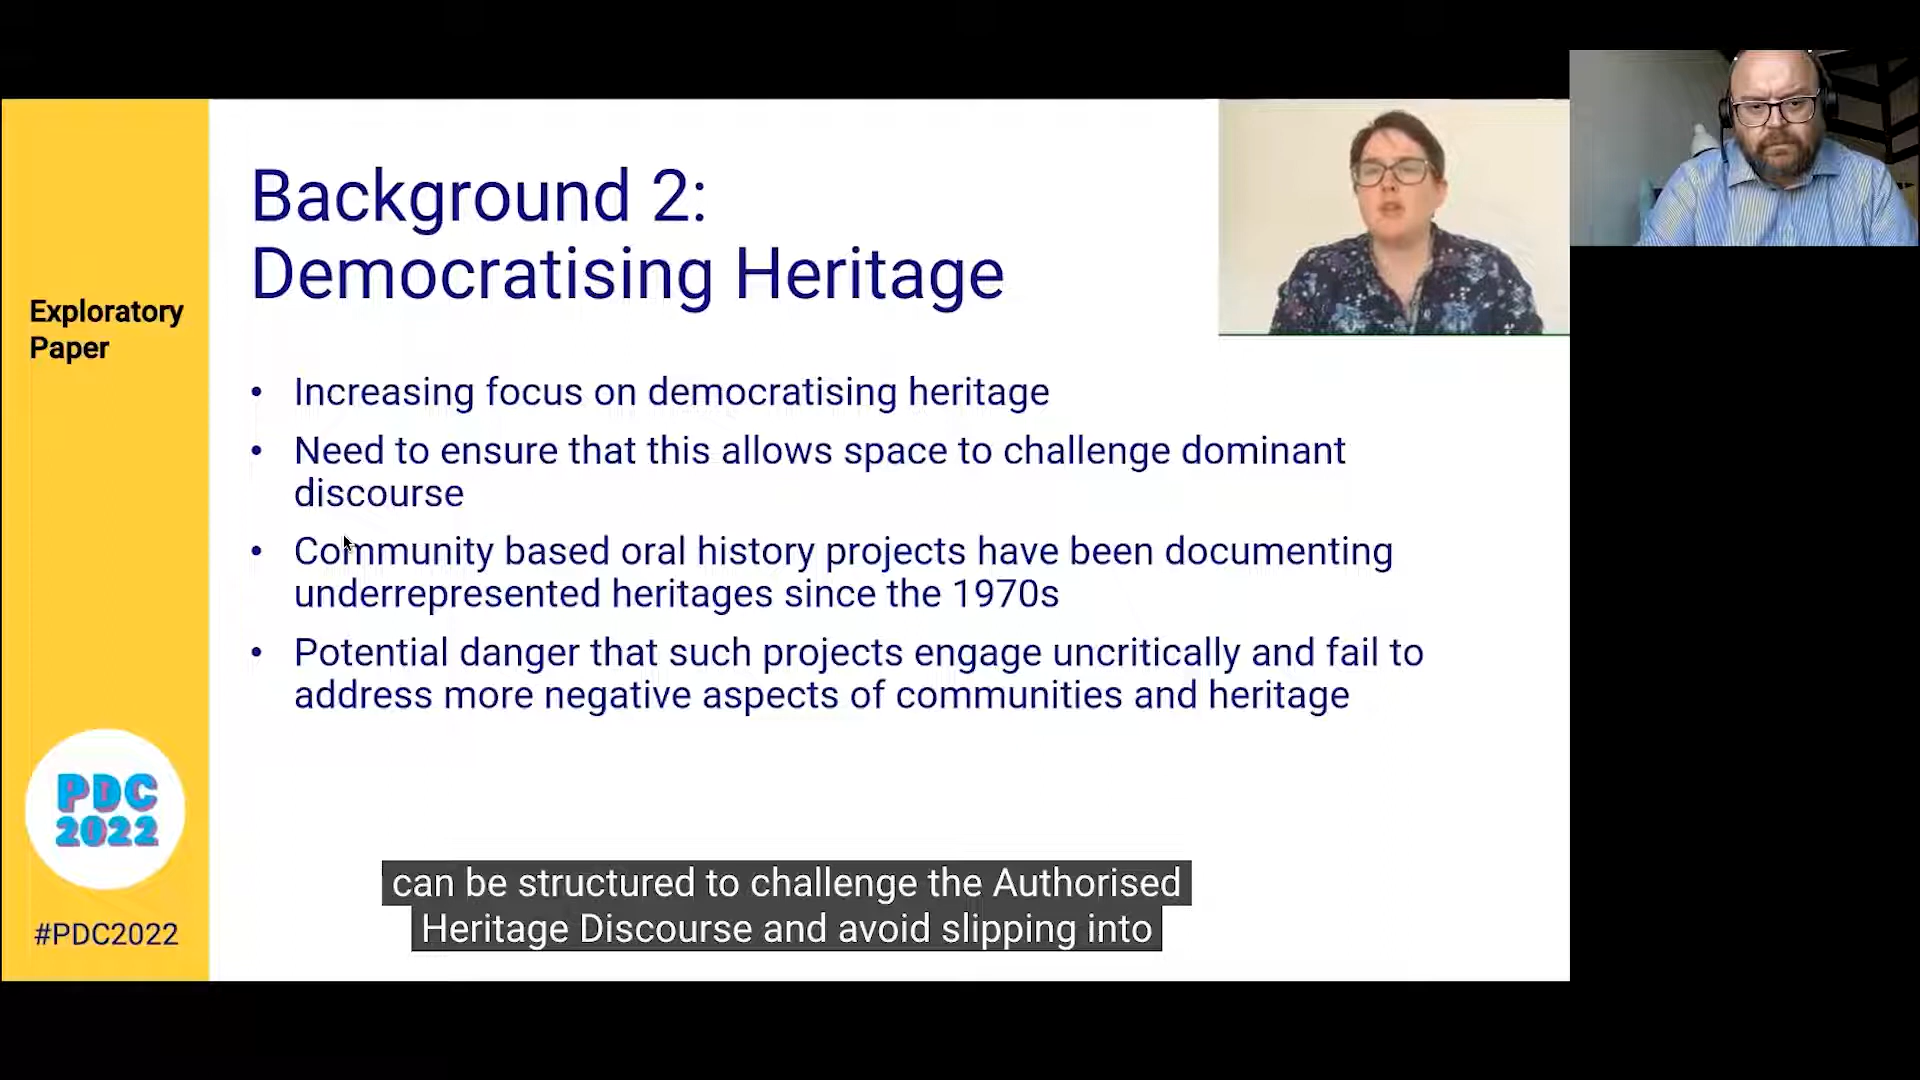 Exploratory
Paper
Background 2:
Democratising Heritage
• Increasing focus on democratising heritage
• Need to ensure that this allows space to challenge dominant
discourse
• Community based oral history projects have been documenting
underrepresented heritages since the 1970s
• Potential danger that such projects engage uncritically and fail to
address more negative aspects of communities and heritage
PDC
2022
#PDC2022
can be structured to challenge the Authorised
Heritage Discourse and avoid slipping into